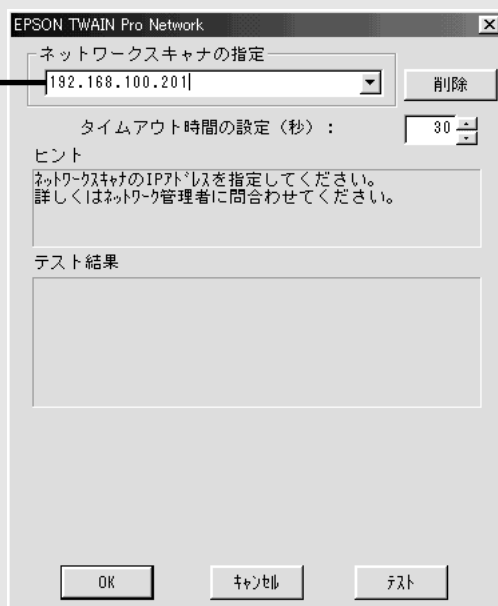 EPSON TWAIN Pro Network
ネットワークスキャナの指定
192.168.100.201
削除
タイムアウト時間の設定（秒）：
30
ヒント
ﾈｯﾄﾜｰｸｽｷｬﾅのIPｱﾄﾞﾚｽを指定してください。
詳しくはﾈｯﾄﾜｰｸ管理者に問合わせてください。
テスト結果
OK
ｷｬﾝｾﾙ
ﾃｽﾄ